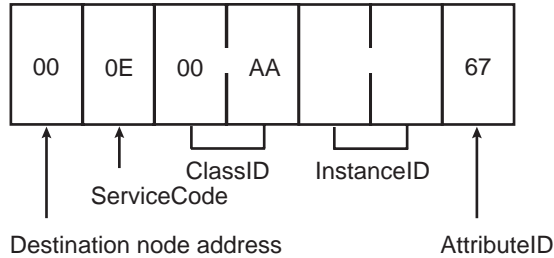 00 0E 00 AA 67
ClassID InstanceID
ServiceCode
Destination node address AttributeID